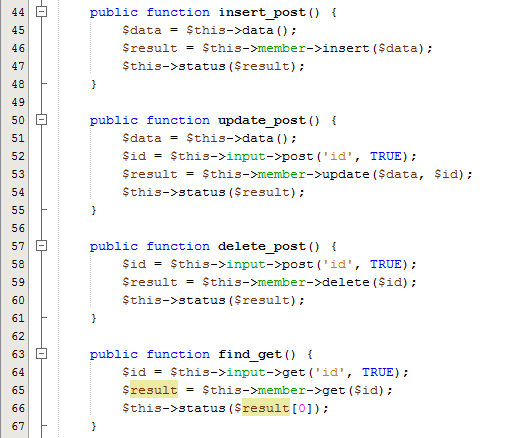 44 public function insert_post() {
45 $data = $this->data();
46 $result = $this->member->insert($data);
47 $this->status($result);
48 }
49
50 public function update_post() {
51 $data = $this->data();
52 $id = $this->input->post('id', TRUE);
53 $result = $this->member->update($data, $id);
54 $this->status($result);
55 }
56
57 public function delete_post() {
58 $id = $this->input->post('id', TRUE);
59 $result = $this->member->delete($id);
60 $this->status($result);
61 }
62
63 public function find_get() {
64 $id = $this->input->get('id', TRUE);
65 $result = $this->member->get($id);
66 $this->status($result[0]);
67 }